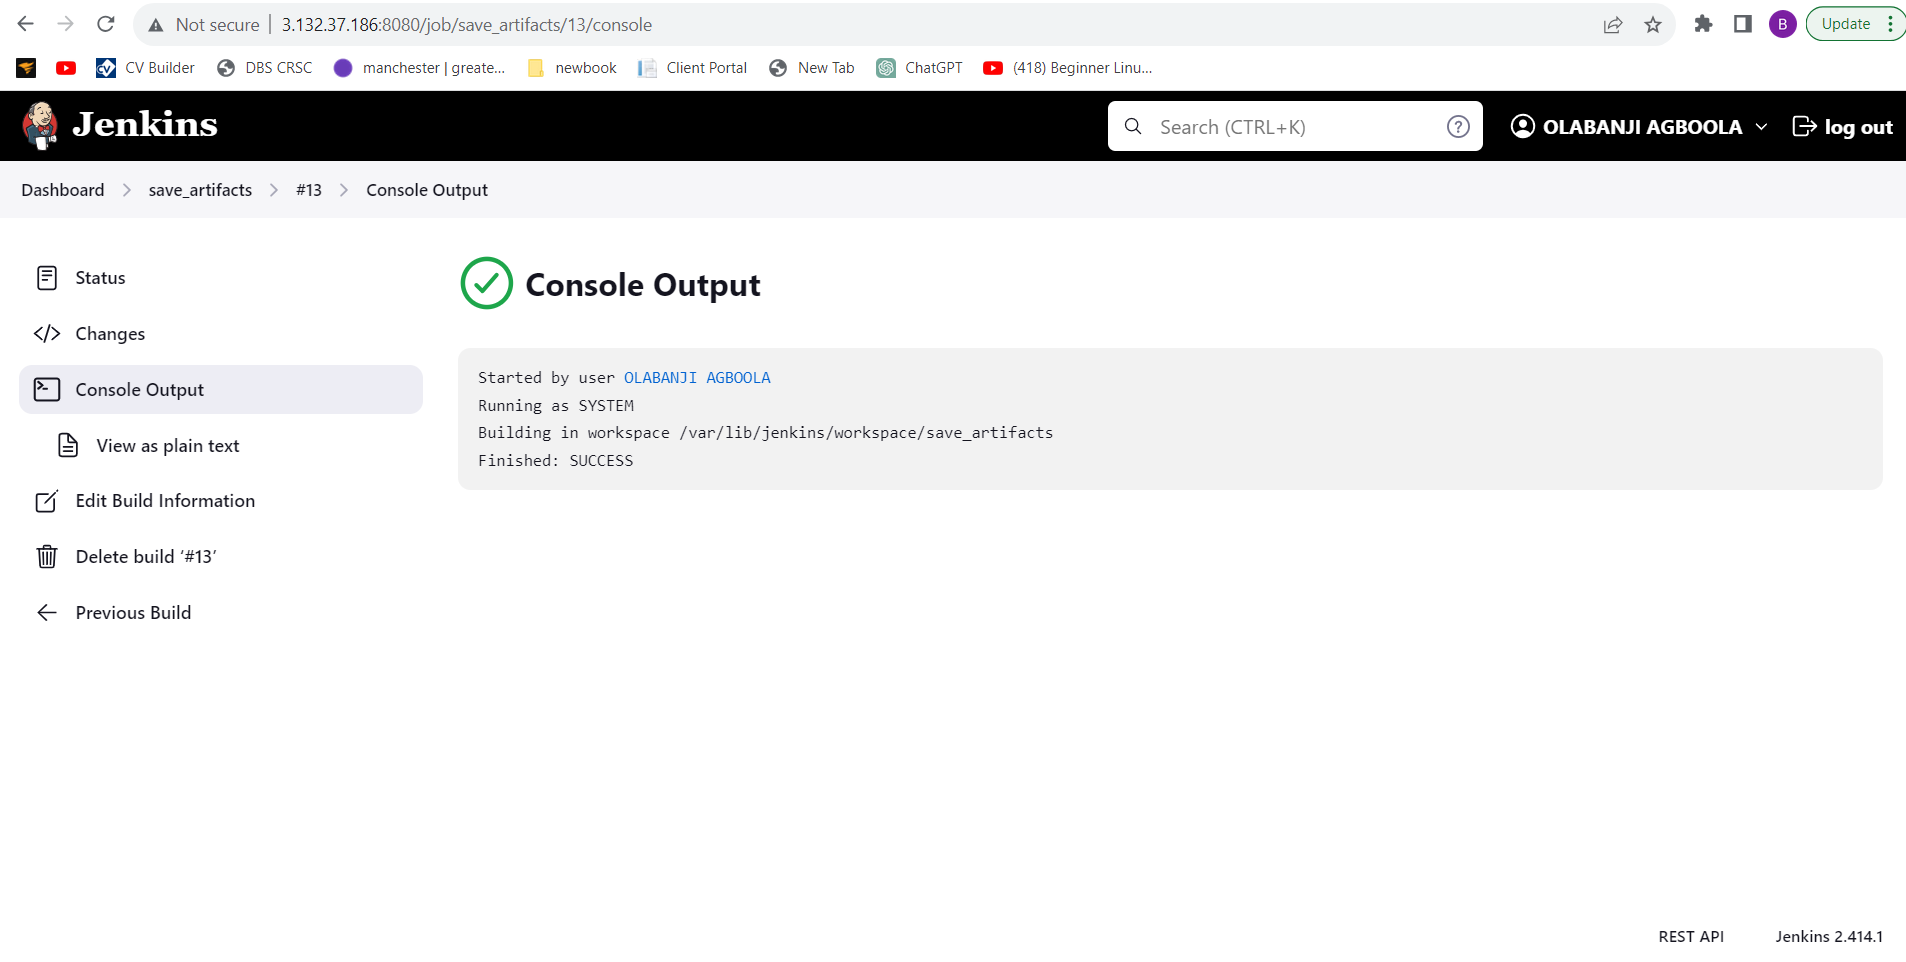 Not secure | 3.132.37.186:8080/job/save_artifacts/13/console
B
Update
CV
CV Builder
DBS CRSC
manchester | greate...
newbook
Client Portal
New Tab
ChatGPT
(418) Beginner Linu...
Jenkins
Search (CTRL+K)
?
OLABANJI AGBOOLA
log out
Dashboard
save_artifacts
#13
Console Output
Status
Changes
Console Output
View as plain text
Edit Build Information
Delete build ‘#13’
Previous Build
Console Output
Started by user OLABANJI AGBOOLA
Running as SYSTEM
Building in workspace /var/lib/jenkins/workspace/save_artifacts
Finished: SUCCESS
REST API
Jenkins 2.414.1